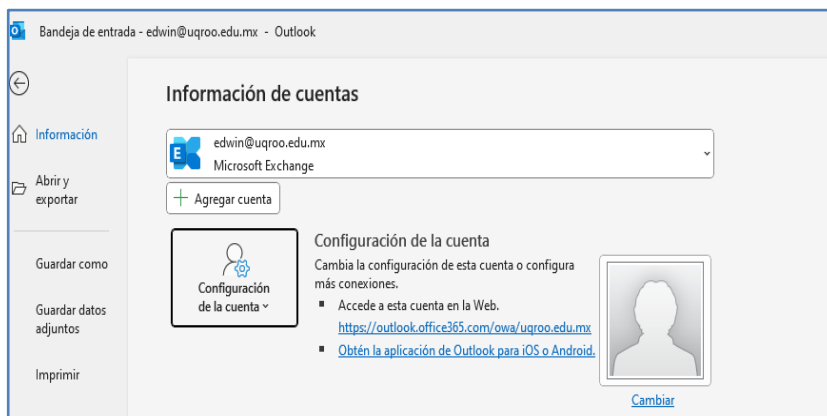 Bandeja de entrada - edwin@uqroo.edu.mx - Outlook
Información de cuentas
Información
edwin@uqroo.edu.mx
Microsoft Exchange
Abrir y
exportar
Agregar cuenta
Configuración
de la cuenta
Configuración de la cuenta
Cambia la configuración de esta cuenta o configura
más conexiones.
Accede a esta cuenta en la Web.
https://outlook.office365.com/owa/uqroo.edu.mx
Obtén la aplicación de Outlook para iOS o Android.
Cambiar
Guardar como
Guardar datos
adjuntos
Imprimir